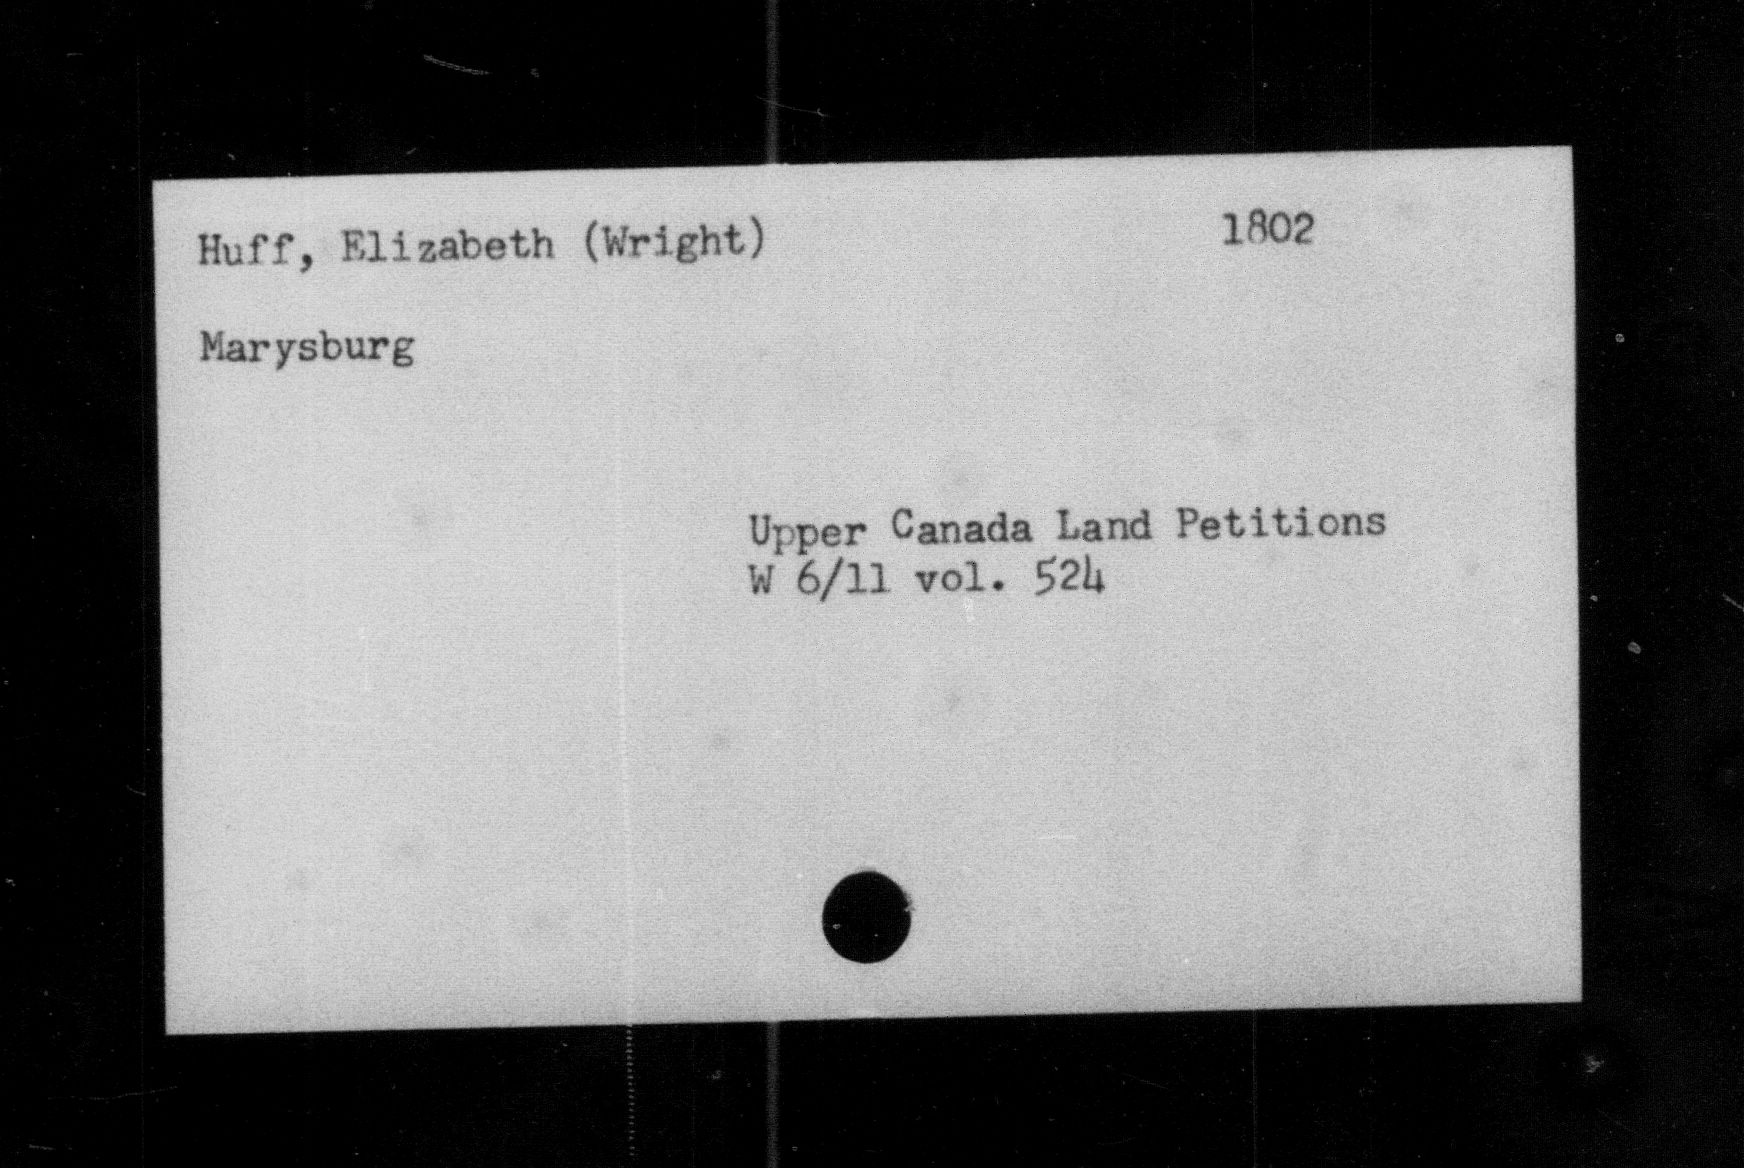 Huff, Elizabeth (Wright) 1802
Marysburg
Upper Canada Land Petitions
W 6/11 vol. 524